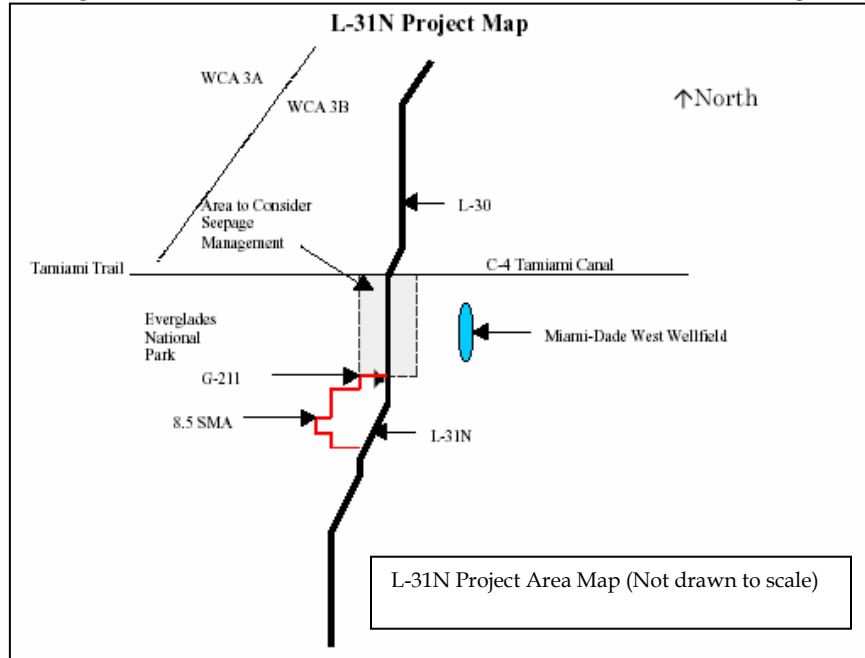 L-31N Project Map
WCA 3A
WCA 3B
↑North
Area to Consider
Seepage
Management
L-30
Tamiami Trail
C-4 Tamiami Canal
Everglades
National
Park
Miami-Dade West Wellfield
G-211
8.5 SMA
L-31N
L-31N Project Area Map (Not drawn to scale)